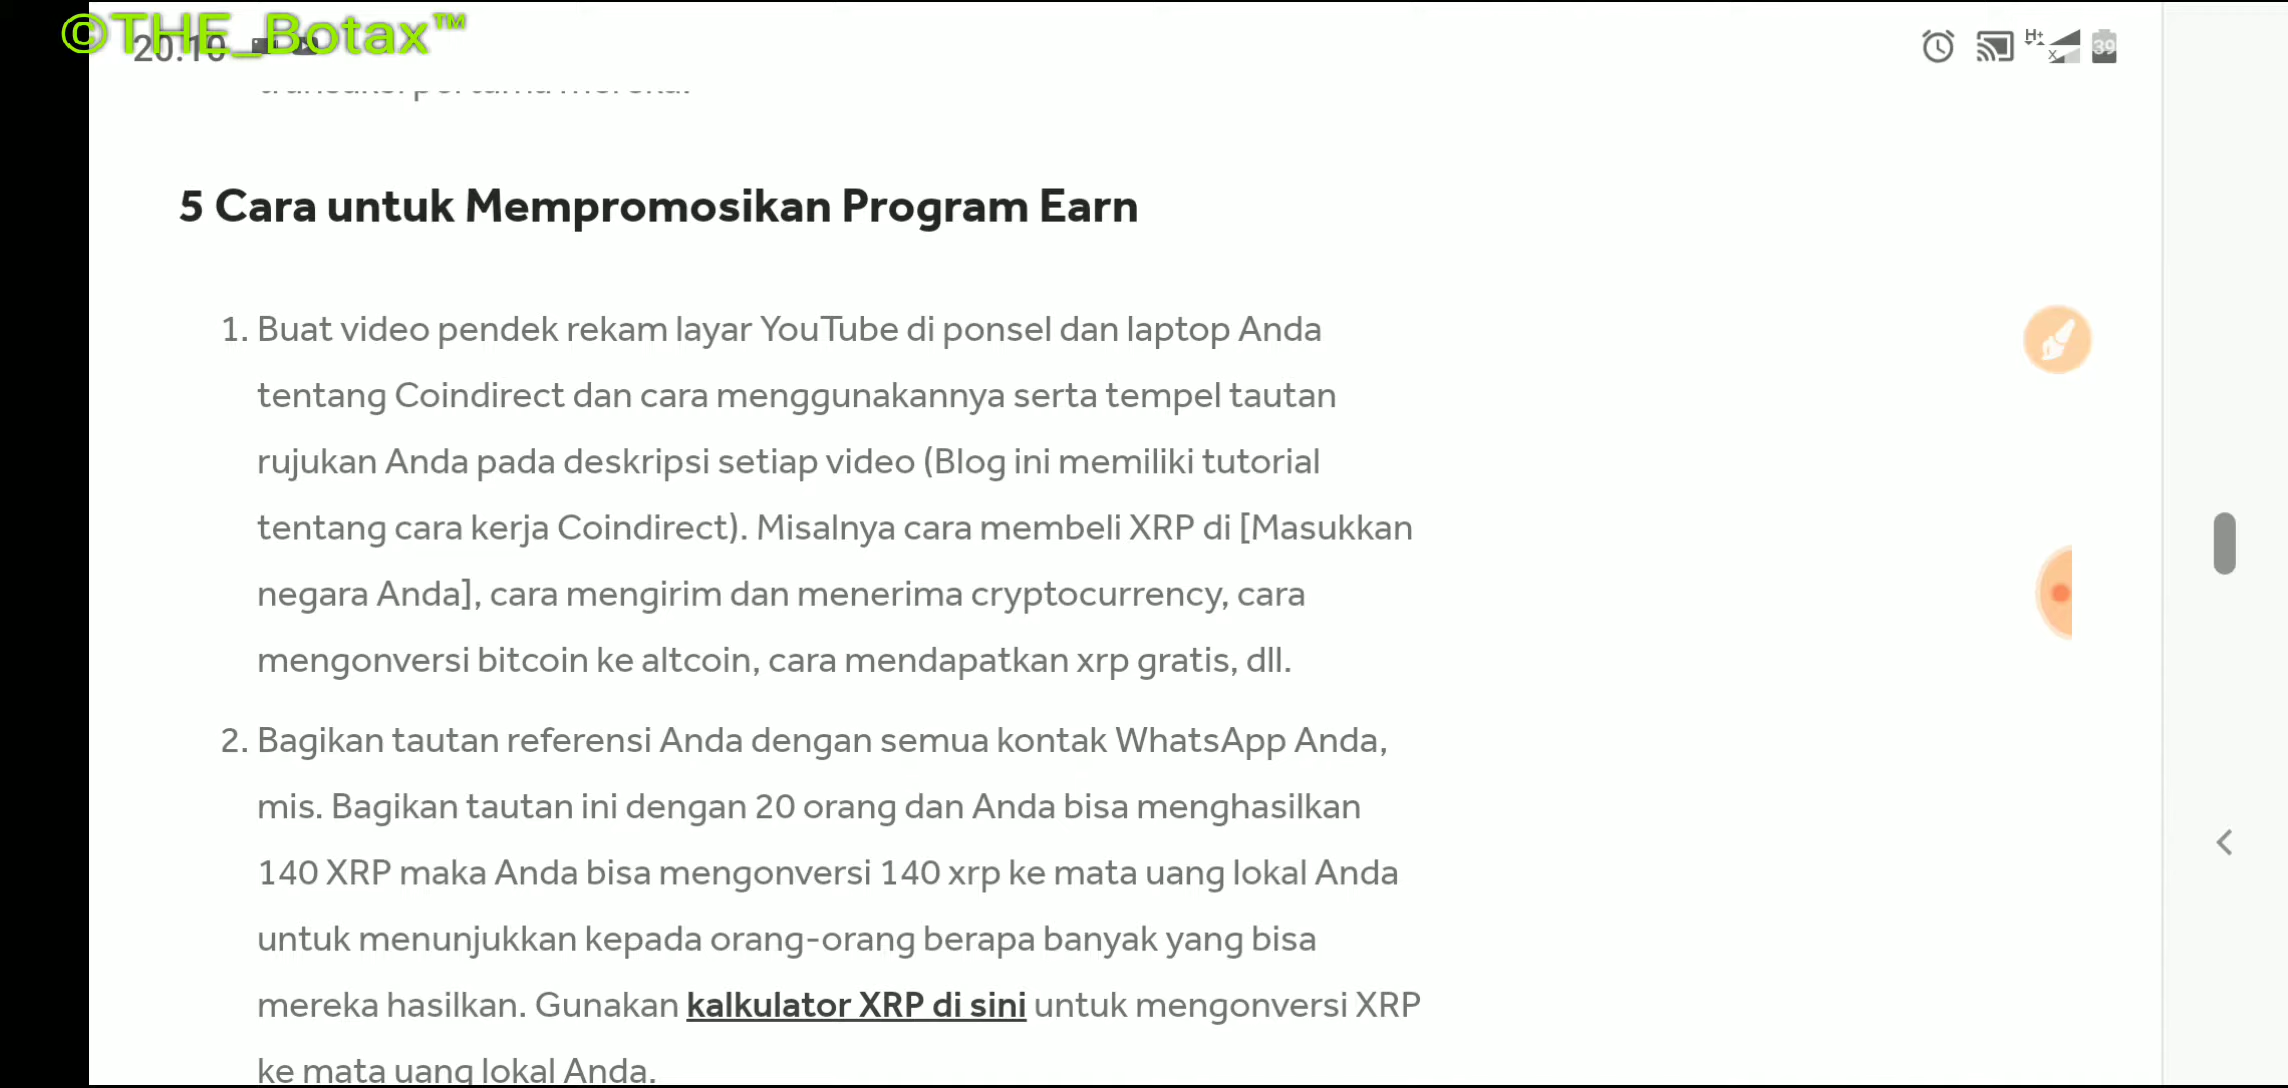 ©THE_Botax™
20.10
H+
39
5 Cara untuk Mempromosikan Program Earn
1. Buat video pendek rekam layar YouTube di ponsel dan laptop Anda
tentang Coindirect dan cara menggunakannya serta tempel tautan
rujukan Anda pada deskripsi setiap video (Blog ini memiliki tutorial
tentang cara kerja Coindirect). Misalnya cara membeli XRP di [Masukkan
negara Anda], cara mengirim dan menerima cryptocurrency, cara
mengonversi bitcoin ke altcoin, cara mendapatkan xrp gratis, dll.
2. Bagikan tautan referensi Anda dengan semua kontak WhatsApp Anda,
mis. Bagikan tautan ini dengan 20 orang dan Anda bisa menghasilkan
140 XRP maka Anda bisa mengonversi 140 xrp ke mata uang lokal Anda
untuk menunjukkan kepada orang-orang berapa banyak yang bisa
mereka hasilkan. Gunakan kalkulator XRP di sini untuk mengonversi XRP
ke mata uang lokal Anda.